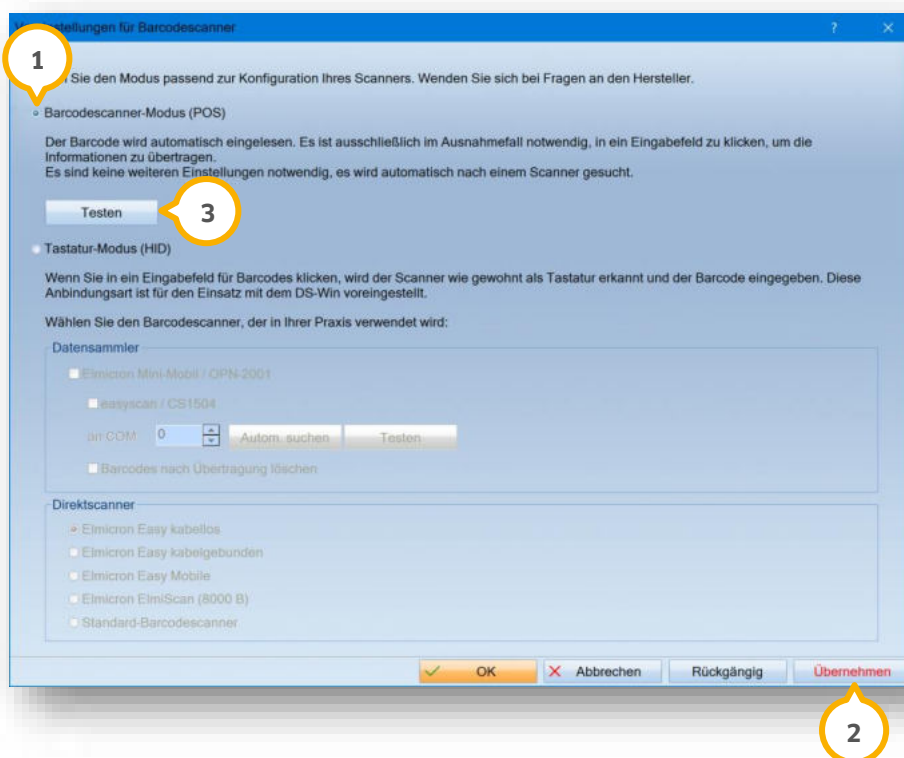 stellungen für Barcodescanner
1
Sie den Modus passend zur Konfiguration Ihres Scanners. Wenden Sie sich bei Fragen an den Hersteller.
Barcodescanner-Modus (POS)
Der Barcode wird automatisch eingelesen. Es ist ausschließlich im Ausnahmefall notwendig, in ein Eingabefeld zu klicken, um die
Informationen zu übertragen.
Es sind keine weiteren Einstellungen notwendig, es wird automatisch nach einem Scanner gesucht.
Testen
3
Tastatur-Modus (HID)
Wenn Sie in ein Eingabefeld für Barcodes klicken, wird der Scanner wie gewohnt als Tastatur erkannt und der Barcode eingegeben. Diese
Anbindungsart ist für den Einsatz mit dem DS-Win voreingestellt.
Wählen Sie den Barcodescanner, der in Ihrer Praxis verwendet wird:
Datensammler
Elmicron Mini-Mobil / OPN-2001
easyscan / CS1504
an COM: 0 Autom. suchen Testen
Barcodes nach Übertragung löschen
Direktscanner
Elmicron Easy kabellos
Elmicron Easy kabelgebunden
Elmicron Easy Mobile
Elmicron ElmiScan (8000 B)
Standard-Barcodescanner
OK Abbrechen Rückgängig Übernehmen
2